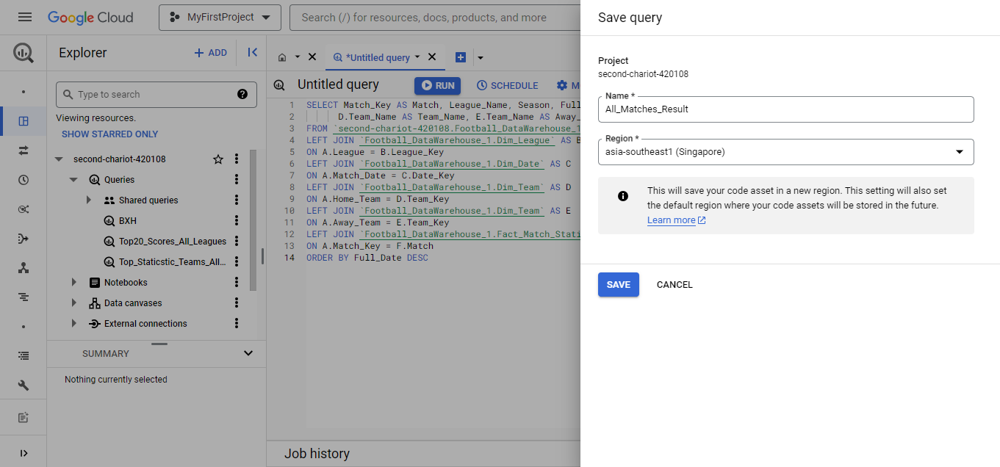 Google Cloud
MyFirstProject
Search (/) for resources, docs, products, and more
Explorer
ADD
Type to search
Viewing resources.
SHOW STARRED ONLY
second-chariot-420108
Queries
Shared queries
BXH
Top20_Scores_All_Leagues
Top_Staticstic_Teams_All...
Notebooks
Data canvases
External connections
SUMMARY
Nothing currently selected
*Untitled query
Untitled query
RUN
SCHEDULE
M
1 SELECT Match_Key AS Match, League_Name, Season, Full
2 D.Team_Name AS Team_Name, E.Team_Name AS Away_
3 FROM `second-chariot-420108.Football_DataWarehouse_1
4 LEFT JOIN `Football_DataWarehouse_1.Dim_League` AS B
5 ON A.League = B.League_Key
6 LEFT JOIN `Football_DataWarehouse_1.Dim_Date` AS C
7 ON A.Match_Date = C.Date_Key
8 LEFT JOIN `Football_DataWarehouse_1.Dim_Team` AS D
9 ON A.Home_Team = D.Team_Key
10 LEFT JOIN `Football_DataWarehouse_1.Dim_Team` AS E
11 ON A.Away_Team = E.Team_Key
12 LEFT JOIN `Football_DataWarehouse_1.Fact_Match_Stati
13 ON A.Match_Key = F.Match
14 ORDER BY Full_Date DESC
Job history
Save query
Project
second-chariot-420108
Name *
All_Matches_Result
Region *
asia-southeast1 (Singapore)
This will save your code asset in a new region. This setting will also set
the default region where your code assets will be stored in the future.
Learn more
SAVE
CANCEL